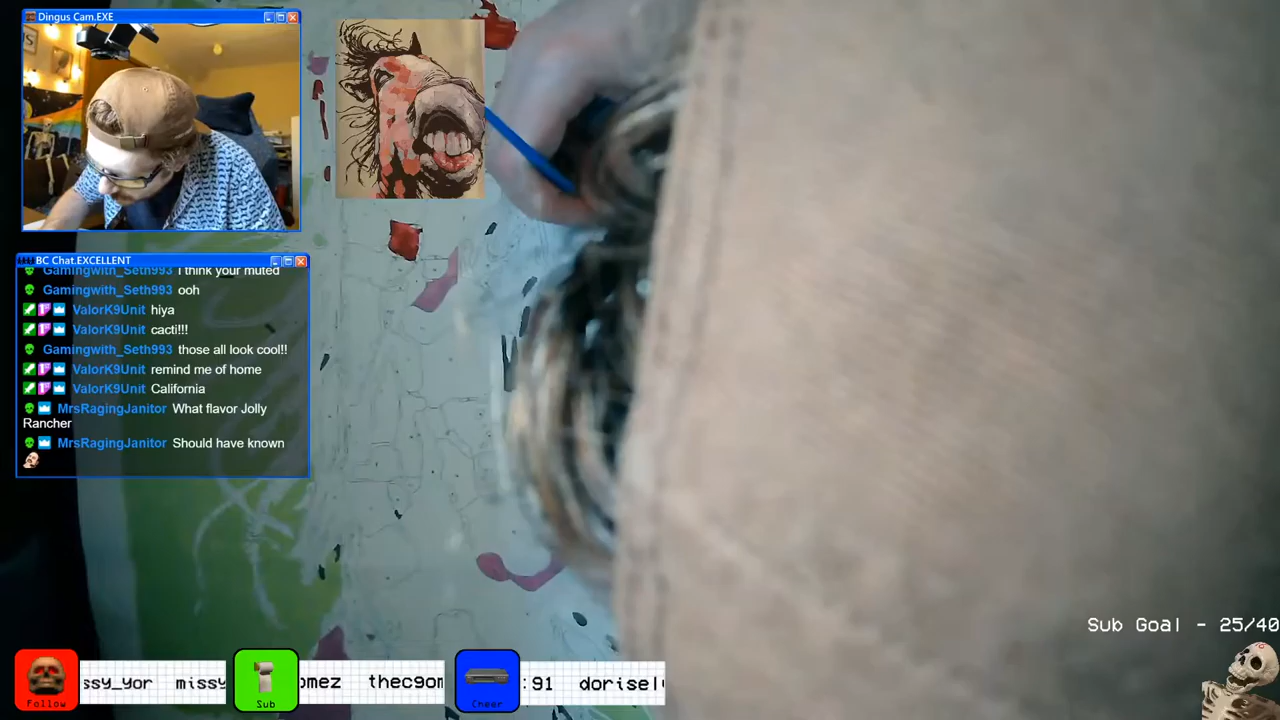 Dingus Cam.EXE
BC Chat.EXCELLENT
Gamingwith_Seth993 I think your muted
Gamingwith_Seth993 ooh
ValorK9Unit hiya
ValorK9Unit cacti!!!
Gamingwith_Seth993 those all look cool!!
ValorK9Unit remind me of home
ValorK9Unit California
MrsRagingJanitor What flavor Jolly
Rancher
MrsRagingJanitor Should have known
Sub Goal - 25/40
ssy_yor missy
omez thec9om
:91 dorisel
Follow
Sub
Cheer